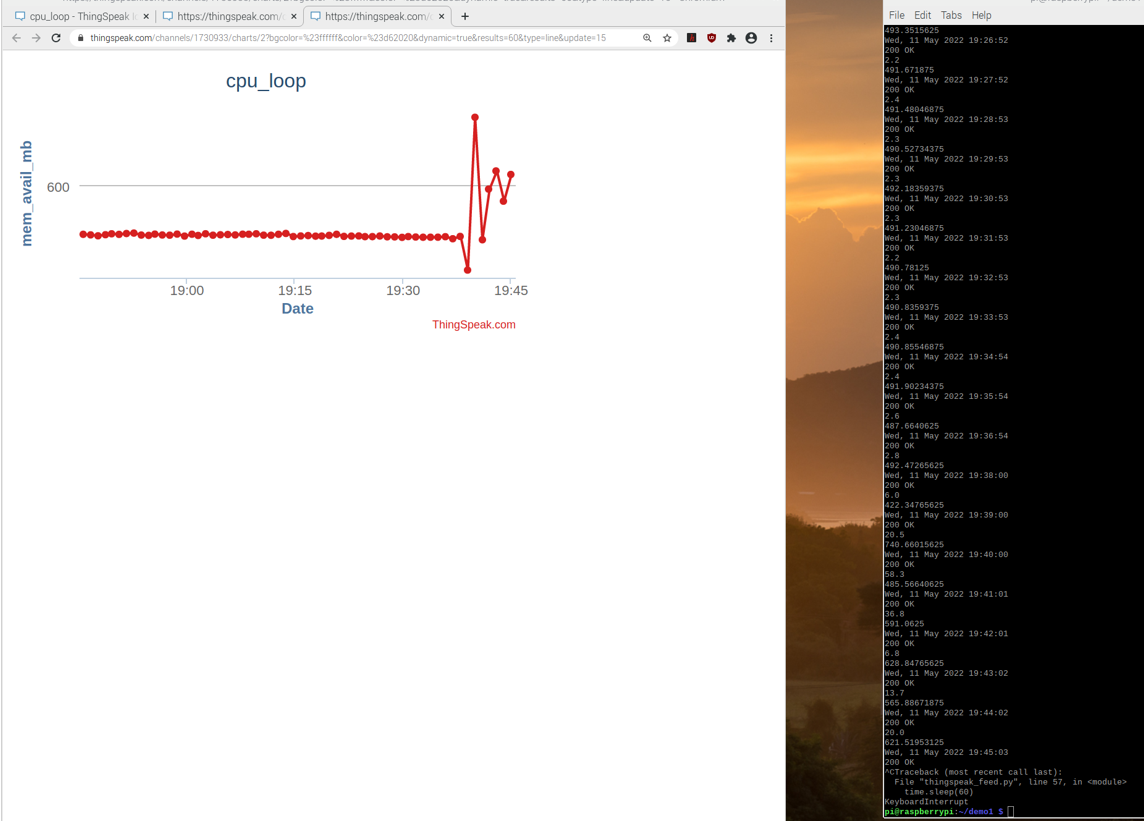 cpu_loop - ThingSpeak I
https://thingspeak.com/c
https://thingspeak.com/c
thingspeak.com/channels/1730933/charts/2?bgcolor=%23ffffff&color=%23d62020&dynamic=true&results=60&type=line&update=15
cpu_loop
mem_avail_mb
600
19:00
19:15
19:30
19:45
Date
ThingSpeak.com
File Edit Tabs Help
493.3515625
Wed, 11 May 2022 19:26:52
200 OK
2.2
491.671875
Wed, 11 May 2022 19:27:52
200 OK
2.4
491.48046875
Wed, 11 May 2022 19:28:53
200 OK
2.3
490.52734375
Wed, 11 May 2022 19:29:53
200 OK
2.3
492.18359375
Wed, 11 May 2022 19:30:53
200 OK
2.3
491.23046875
Wed, 11 May 2022 19:31:53
200 OK
2.2
490.78125
Wed, 11 May 2022 19:32:53
200 OK
2.3
490.8359375
Wed, 11 May 2022 19:33:53
200 OK
2.4
490.85546875
Wed, 11 May 2022 19:34:54
200 OK
2.4
491.90234375
Wed, 11 May 2022 19:35:54
200 OK
2.6
487.6640625
Wed, 11 May 2022 19:36:54
200 OK
2.8
492.47265625
Wed, 11 May 2022 19:38:00
200 OK
6.0
422.34765625
Wed, 11 May 2022 19:39:00
200 OK
20.5
740.66015625
Wed, 11 May 2022 19:40:00
200 OK
58.3
485.56640625
Wed, 11 May 2022 19:41:01
200 OK
36.8
591.0625
Wed, 11 May 2022 19:42:01
200 OK
6.8
628.84765625
Wed, 11 May 2022 19:43:02
200 OK
13.7
565.88671875
Wed, 11 May 2022 19:44:02
200 OK
20.0
621.51953125
Wed, 11 May 2022 19:45:03
200 OK
^CTraceback (most recent call last):
File "thingspeak_feed.py", line 57, in <module>
time.sleep(60)
KeyboardInterrupt
pi@raspberrypi:~/demo1 $